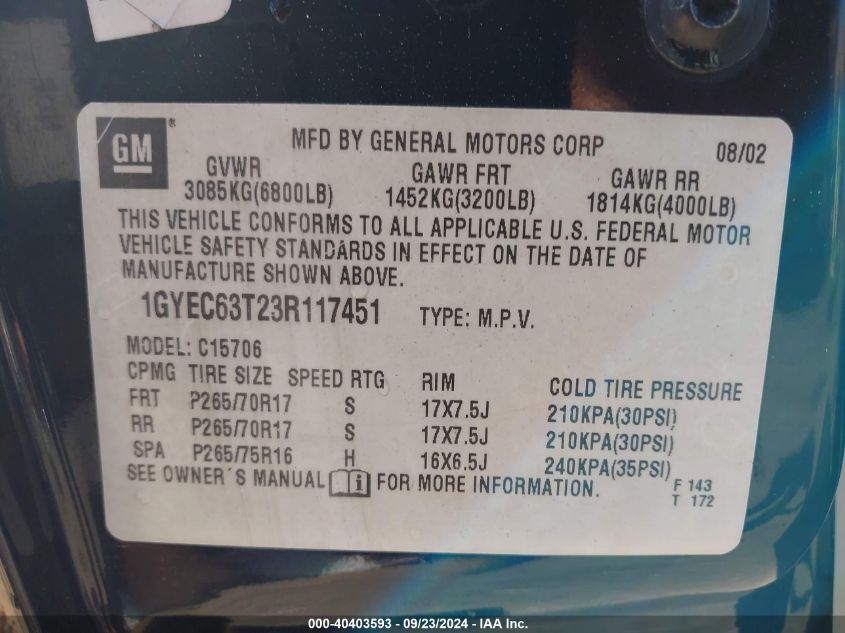 GM®
MFD BY GENERAL MOTORS CORP 08/02
GVWR GAWR FRT GAWR RR
3085KG(6800LB) 1452KG(3200LB) 1814KG(4000LB)
THIS VEHICLE CONFORMS TO ALL APPLICABLE U.S. FEDERAL MOTOR
VEHICLE SAFETY STANDARDS IN EFFECT ON THE DATE OF
MANUFACTURE SHOWN ABOVE.
1GYEC63T23R117451 TYPE: M.P.V.
MODEL: C15706
CPMG TIRE SIZE SPEED RTG RIM COLD TIRE PRESSURE
FRT P265/70R17 S 17X7.5J 210KPA(30PSI)
RR P265/70R17 S 17X7.5J 210KPA(30PSI)
SPA P265/75R16 H 16X6.5J 240KPA(35PSI)
SEE OWNER´S MANUAL i FOR MORE INFORMATION. F 143
T 172
000-40403593 - 09/23/2024 - IAA Inc.